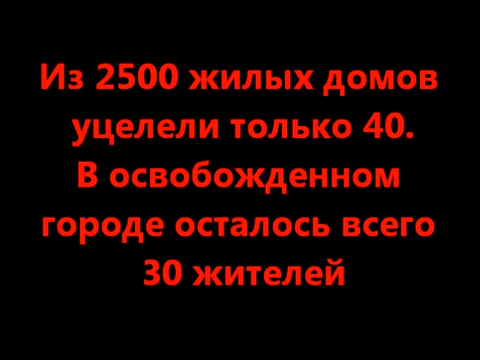 Из 2500 жилых домов
уцелели только 40.
В освобожденном
городе осталось всего
30 жителей